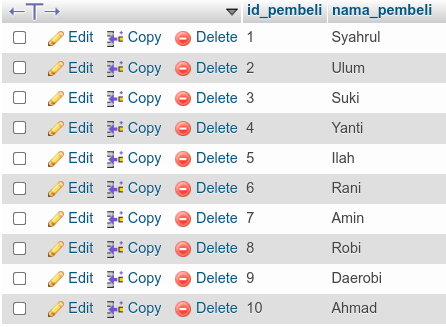 id_pembeli nama_pembeli
Edit Copy Delete 1 Syahrul
Edit Copy Delete 2 Ulum
Edit Copy Delete 3 Suki
Edit Copy Delete 4 Yanti
Edit Copy Delete 5 Ilah
Edit Copy Delete 6 Rani
Edit Copy Delete 7 Amin
Edit Copy Delete 8 Robi
Edit Copy Delete 9 Daerobi
Edit Copy Delete 10 Ahmad